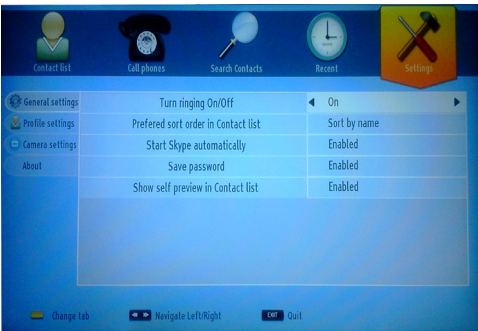 Contact list
Call phones
Search Contacts
Recent
Settings
General settings
Turn ringing On/Off
On
Profile settings
Prefered sort order in Contact list
Sort by name
Camera settings
Start Skype automatically
Enabled
About
Save password
Enabled
Show self preview in Contact list
Enabled
Change tab
Navigate Left/Right
EXIT
Quit